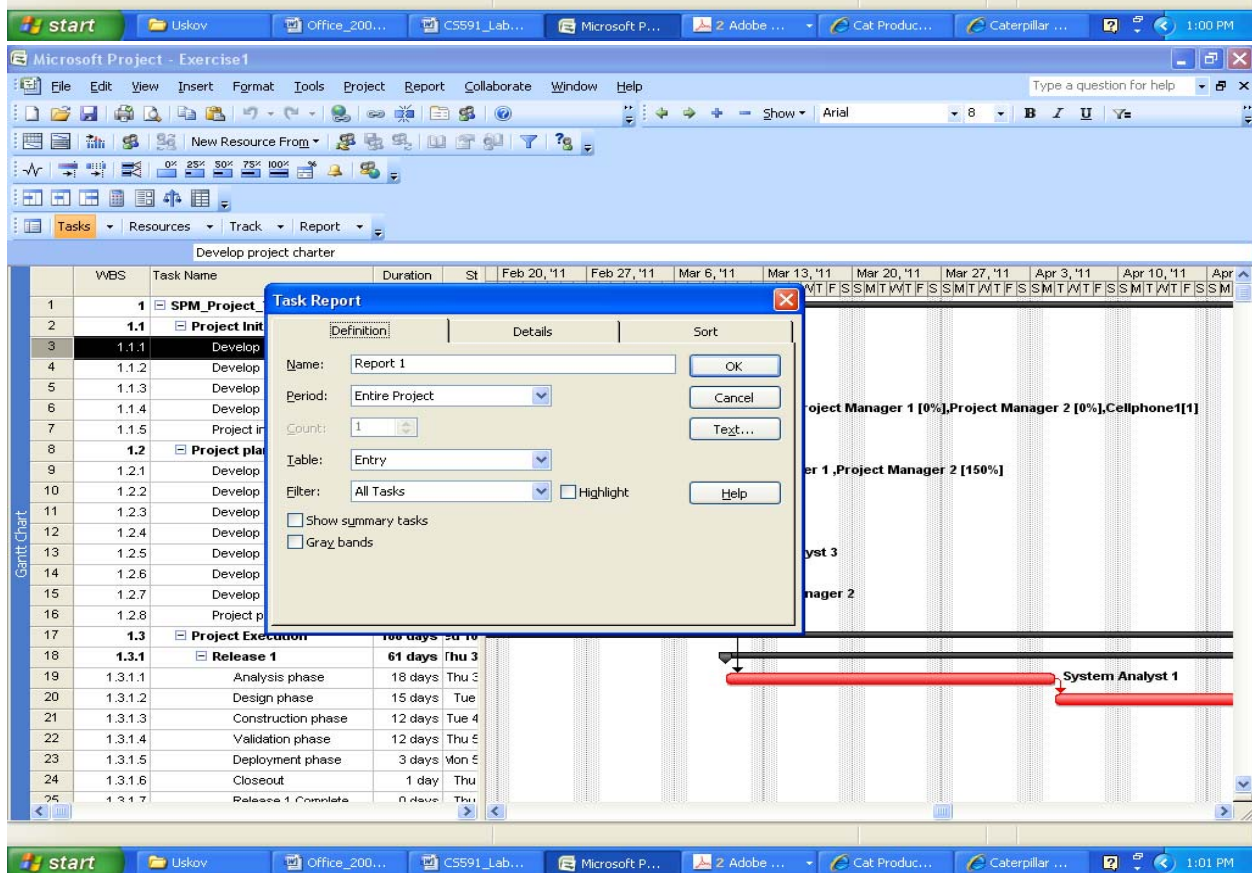 start Uskov Office_200... CS591_Lab... Microsoft P... 2 Adobe ... Cat Produc... Caterpillar ... 1:00 PM
Microsoft Project - Exercise1
File Edit View Insert Format Tools Project Report Collaborate Window Help Type a question for help
Show Arial 8 B I U
New Resource From
0% 25% 50% 75% 100%
Tasks Resources Track Report
Develop project charter
WBS Task Name Duration St Feb 20, '11 Feb 27, '11 Mar 6, '11 Mar 13, '11 Mar 20, '11 Mar 27, '11 Apr 3, '11 Apr 10, '11 Apr
1 1 SPM_Project_
2 1.1 Project Init
3 1.1.1 Develop
4 1.1.2 Develop
5 1.1.3 Develop
6 1.1.4 Develop oject Manager 1 [0%],Project Manager 2 [0%],Cellphone1[1]
7 1.1.5 Project in
8 1.2 Project pla
9 1.2.1 Develop er 1 ,Project Manager 2 [150%]
10 1.2.2 Develop
11 1.2.3 Develop
12 1.2.4 Develop
13 1.2.5 Develop yst 3
14 1.2.6 Develop
15 1.2.7 Develop nager 2
16 1.2.8 Project p
17 1.3 Project Execution 100 days
18 1.3.1 Release 1 61 days Thu 3
19 1.3.1.1 Analysis phase 18 days Thu 3 System Analyst 1
20 1.3.1.2 Design phase 15 days Tue
21 1.3.1.3 Construction phase 12 days Tue 4
22 1.3.1.4 Validation phase 12 days Thu 5
23 1.3.1.5 Deployment phase 3 days Mon 5
24 1.3.1.6 Closeout 1 day Thu
25 1.3.1.7 Release 1 Complete 0 days Thu
Gantt Chart
Task Report
Definition Details Sort
Name: Report 1 OK
Period: Entire Project Cancel
Count: 1 Text...
Table: Entry
Filter: All Tasks Highlight Help
Show summary tasks
Gray bands
start Uskov Office_200... CS591_Lab... Microsoft P... 2 Adobe ... Cat Produc... Caterpillar ... 1:01 PM